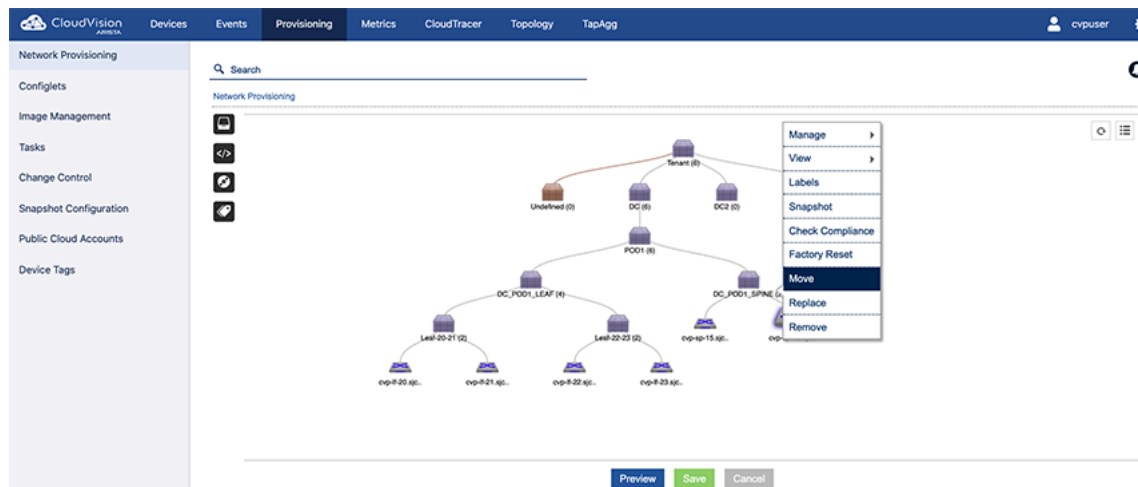 CloudVision
ARISTA
Devices
Events
Provisioning
Metrics
CloudTracer
Topology
TapAgg
cvpuser
Network Provisioning
Configlets
Image Management
Tasks
Change Control
Snapshot Configuration
Public Cloud Accounts
Device Tags
Search
Network Provisioning
</>
Manage
View
Labels
Snapshot
Check Compliance
Factory Reset
Move
Replace
Remove
Tenant (6)
Undefined (0)
DC (6)
DC2 (0)
POD1 (6)
DC_POD1_LEAF (4)
DC_POD1_SPINE
Leaf-20-21 (2)
Leaf-22-23 (2)
cvp-sp-15.sjc..
cvp-lf-20.sjc..
cvp-lf-21.sjc..
cvp-lf-22.sjc..
cvp-lf-23.sjc..
Preview
Save
Cancel